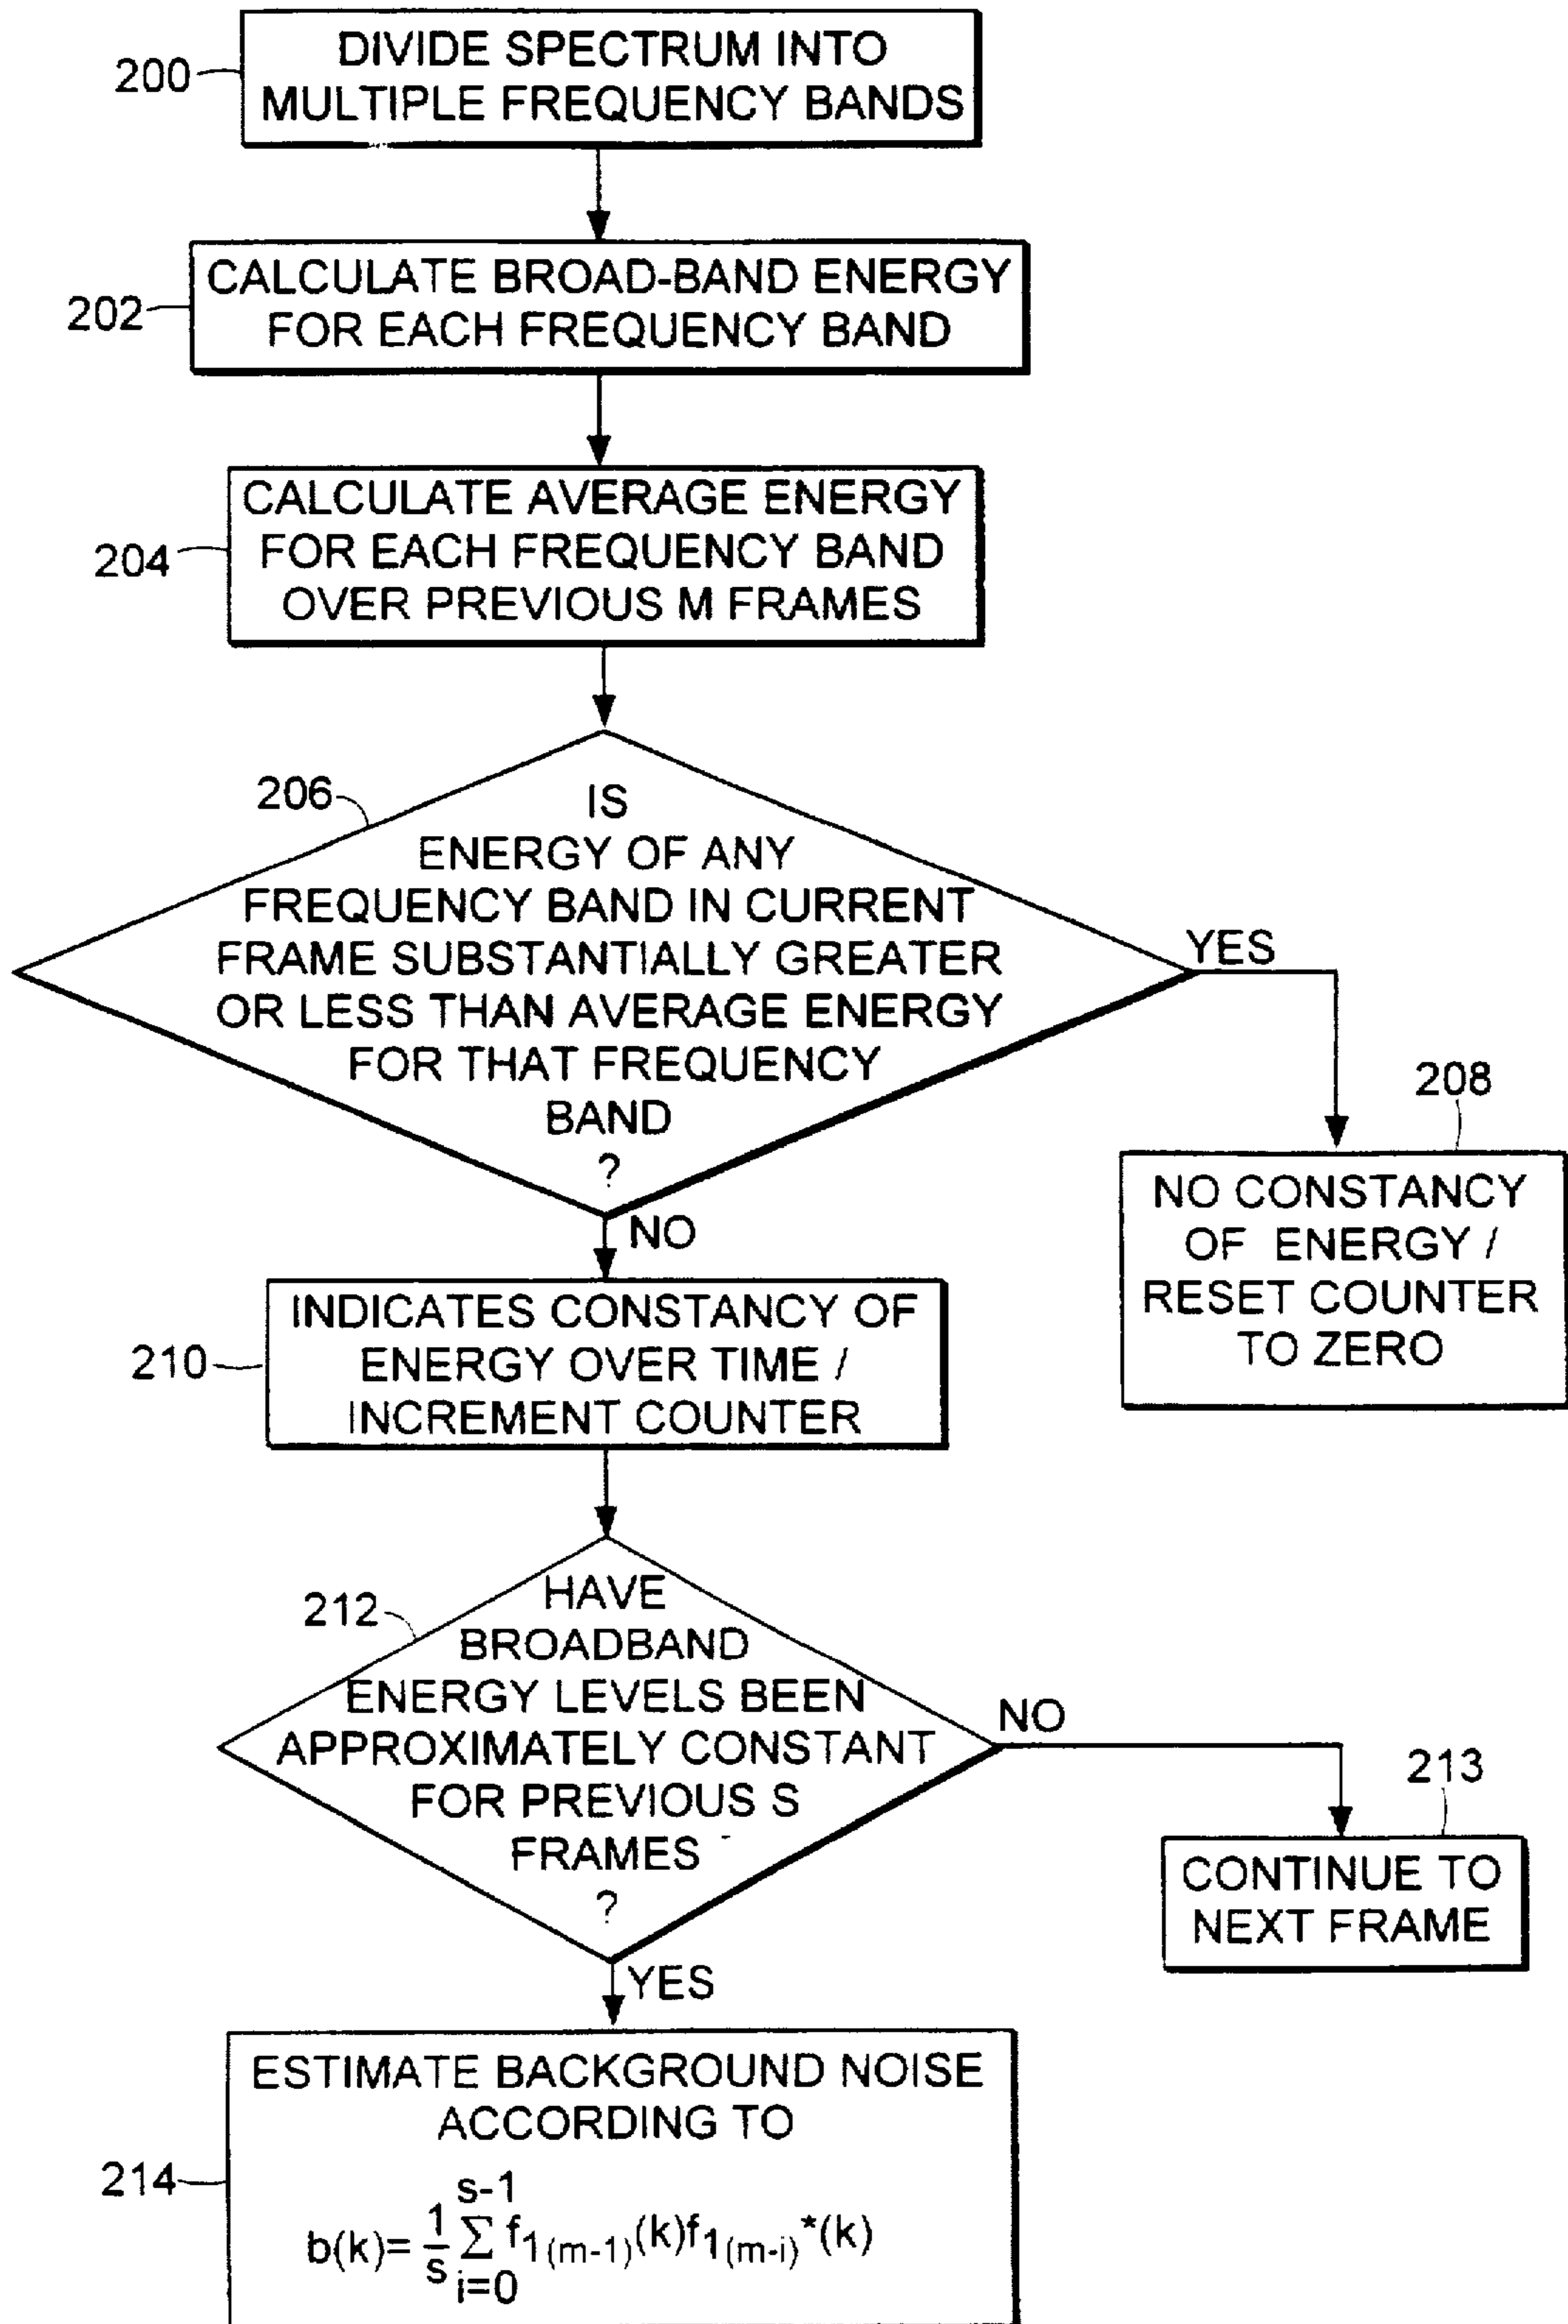 200
DIVIDE SPECTRUM INTO
MULTIPLE FREQUENCY BANDS
202
CALCULATE BROAD-BAND ENERGY
FOR EACH FREQUENCY BAND
204
CALCULATE AVERAGE ENERGY
FOR EACH FREQUENCY BAND
OVER PREVIOUS M FRAMES
206
IS
ENERGY OF ANY
FREQUENCY BAND IN CURRENT
FRAME SUBSTANTIALLY GREATER
OR LESS THAN AVERAGE ENERGY
FOR THAT FREQUENCY
BAND
?
YES
208
NO CONSTANCY
OF ENERGY /
RESET COUNTER
TO ZERO
NO
210
INDICATES CONSTANCY OF
ENERGY OVER TIME /
INCREMENT COUNTER
212
HAVE
BROADBAND
ENERGY LEVELS BEEN
APPROXIMATELY CONSTANT
FOR PREVIOUS S
FRAMES
?
NO
213
CONTINUE TO
NEXT FRAME
YES
214
ESTIMATE BACKGROUND NOISE
ACCORDING TO
s-1
b(k)= 1/s Σ f1(m-1)(k)f1(m-i)*(k)
i=0